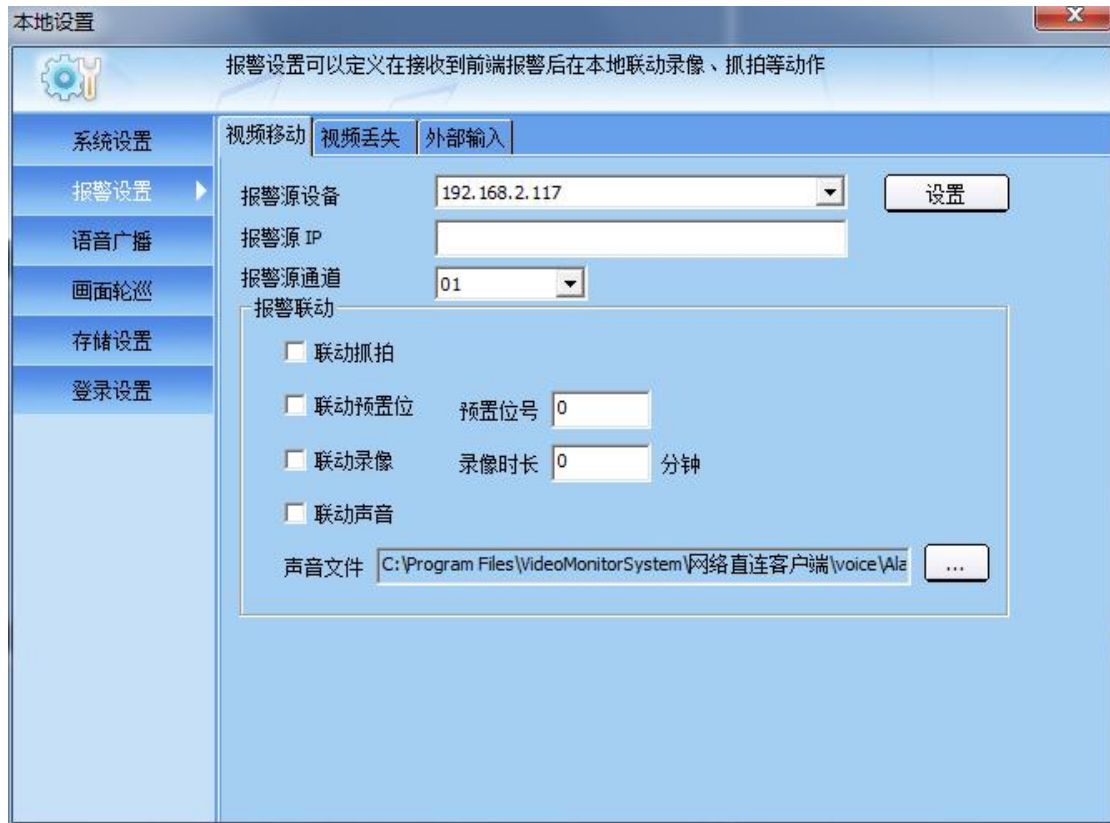 本地设置
报警设置可以定义在接收到前端报警后在本地联动录像、抓拍等动作
系统设置
报警设置
语音广播
画面轮巡
存储设置
登录设置
视频移动 视频丢失 外部输入
报警源设备 192.168.2.117 设置
报警源 IP
报警源通道 01
报警联动
联动抓拍
联动预置位 预置位号 0
联动录像 录像时长 0 分钟
联动声音
声音文件 C:\Program Files\VideoMonitorSystem\网络直连客户端\voice\Ala ...